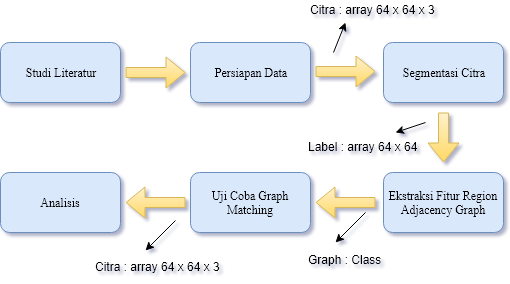 Citra : array 64 x 64 x 3
Studi Literatur
Persiapan Data
Segmentasi Citra
Label : array 64 x 64
Analisis
Uji Coba Graph
Matching
Ekstraksi Fitur Region
Adjacency Graph
Citra : array 64 x 64 x 3
Graph : Class